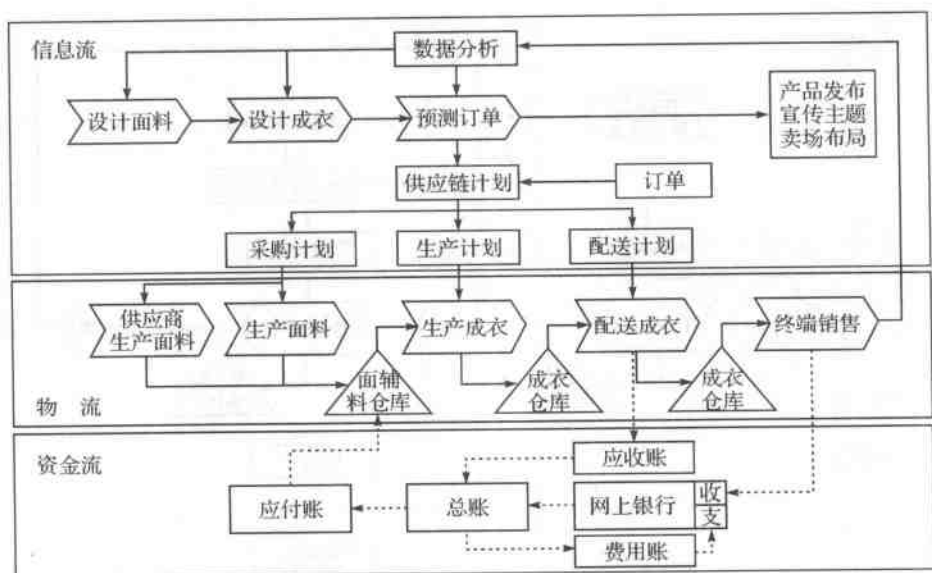 信息流
数据分析
设计面料
设计成衣
预测订单
产品发布
宣传主题
卖场布局
供应链计划
订单
采购计划
生产计划
配送计划
供应商
生产面料
生产面料
生产成衣
配送成衣
终端销售
面辅
料仓库
成衣
仓库
成衣
仓库
物 流
资金流
应收账
应付账
总账
网上银行
收
支
费用账